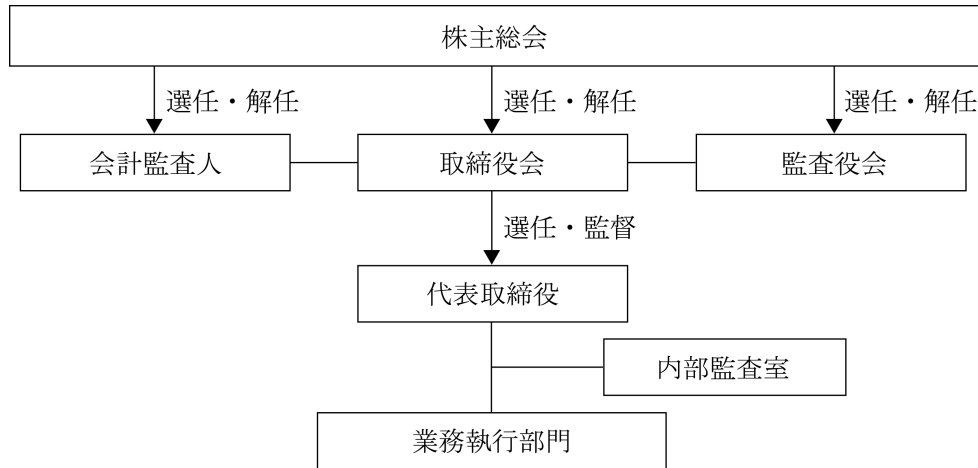 株主総会
選任・解任
選任・解任
選任・解任
会計監査人
取締役会
監査役会
選任・監督
代表取締役
内部監査室
業務執行部門